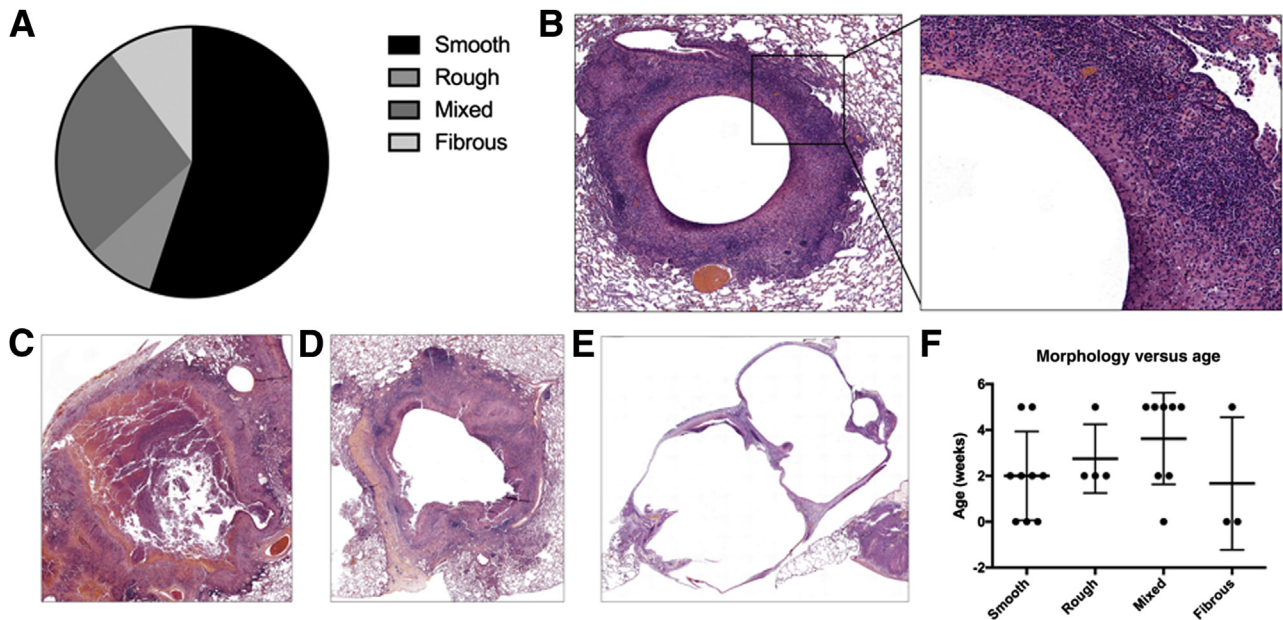 A
Smooth
Rough
Mixed
Fibrous
B
C
D
E
F
Morphology versus age
Age (weeks)
6
4
2
0
-2
Smooth
Rough
Mixed
Fibrous